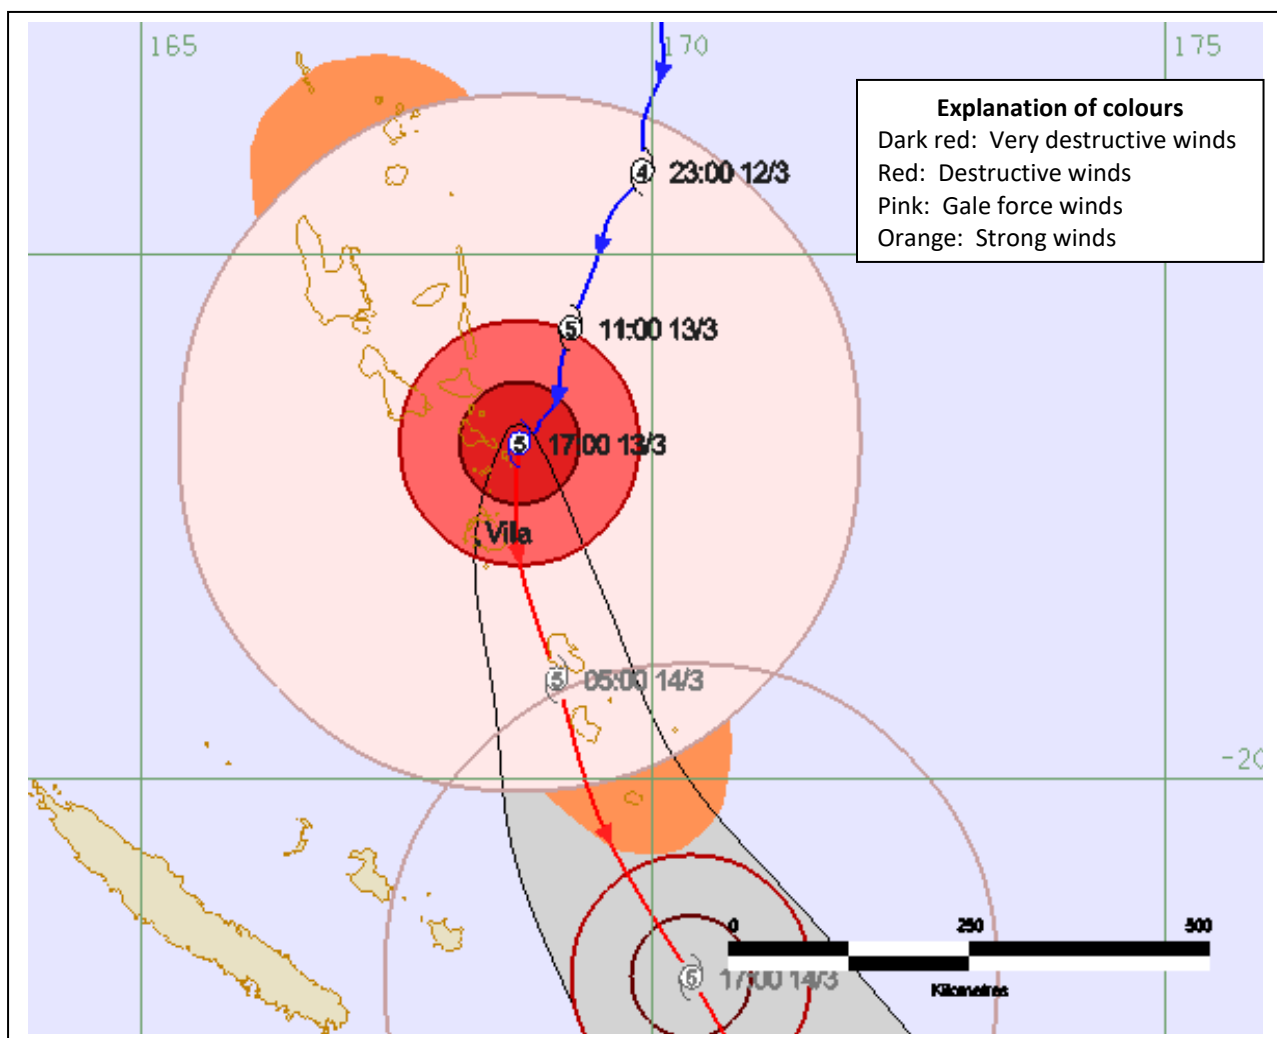 165
170
175
Explanation of colours
Dark red:  Very destructive winds
Red:  Destructive winds
Pink:  Gale force winds
Orange:  Strong winds
4 23:00 12/3
5 11:00 13/3
5 17:00 13/3
Vila
5 05:00 14/3
-20
0 250 500
5 17:00 14/3
Kilometres